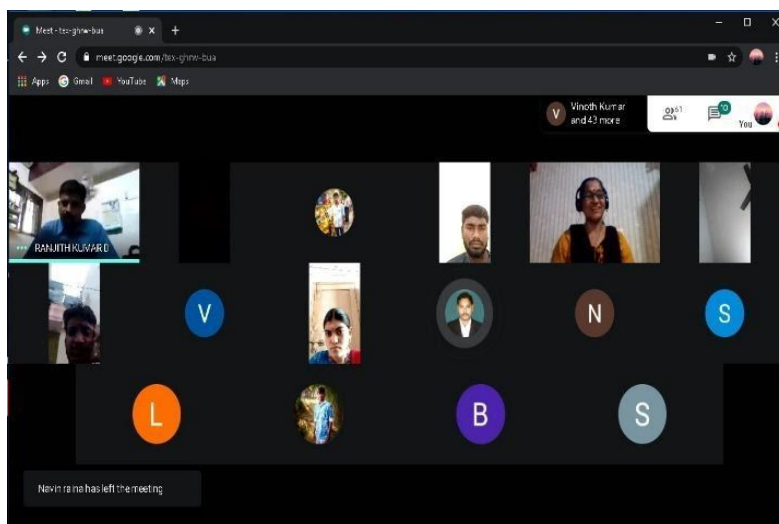 Meet - tex-ghnw-bua
meet.google.com/tex-ghnw-bua
Apps Gmail YouTube Maps
V Vinoth Kumar
and 43 more
61
10
You
RANJITH KUMAR D
V
N
S
L
B
S
Navin raina has left the meeting